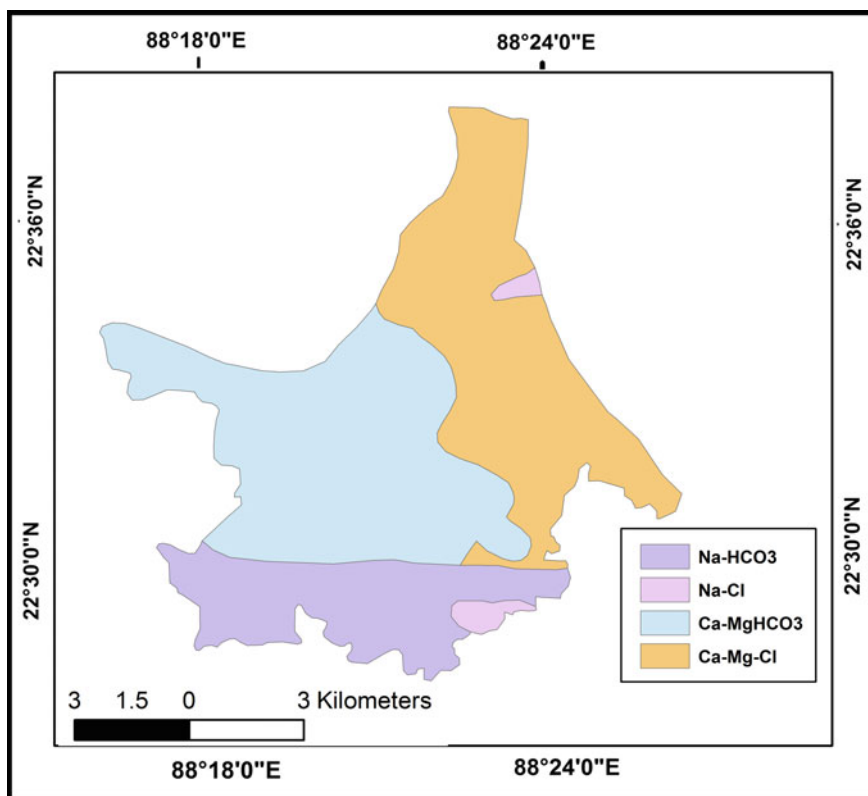 88°18'0"E 88°24'0"E
22°36'0"N 22°36'0"N
22°30'0"N 22°30'0"N
Na-HCO3
Na-Cl
Ca-MgHCO3
Ca-Mg-Cl
3 1.5 0 3 Kilometers
88°18'0"E 88°24'0"E